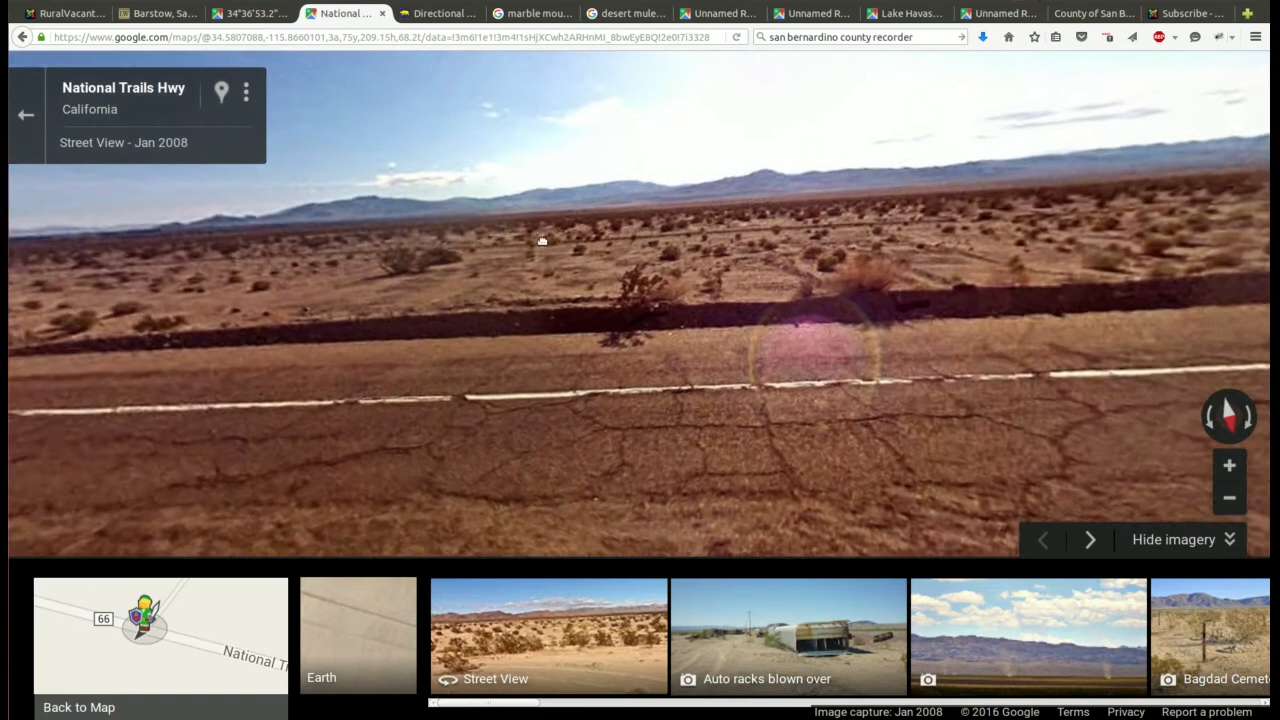 RuralVacant...
Barstow, Sa...
34°36'53.2"...
National ...
Directional ...
marble mou...
desert mule...
Unnamed R...
Unnamed R...
Lake Havas...
Unnamed R...
County of San B...
Subscribe - ...
https://www.google.com/maps/@34.5807088,-115.8660101,3a,75y,209.15h,68.2t/data=!3m6!1e1!3m4!1sHjXCwh2ARHnMI_8bwEyE8Q!2e0!7i3328
san bernardino county recorder
ABP
National Trails Hwy
California
Street View - Jan 2008
Hide imagery
66
National Tr
Back to Map
Earth
Street View
Auto racks blown over
Bagdad Cemet
Image capture: Jan 2008 © 2016 Google Terms Privacy Report a problem